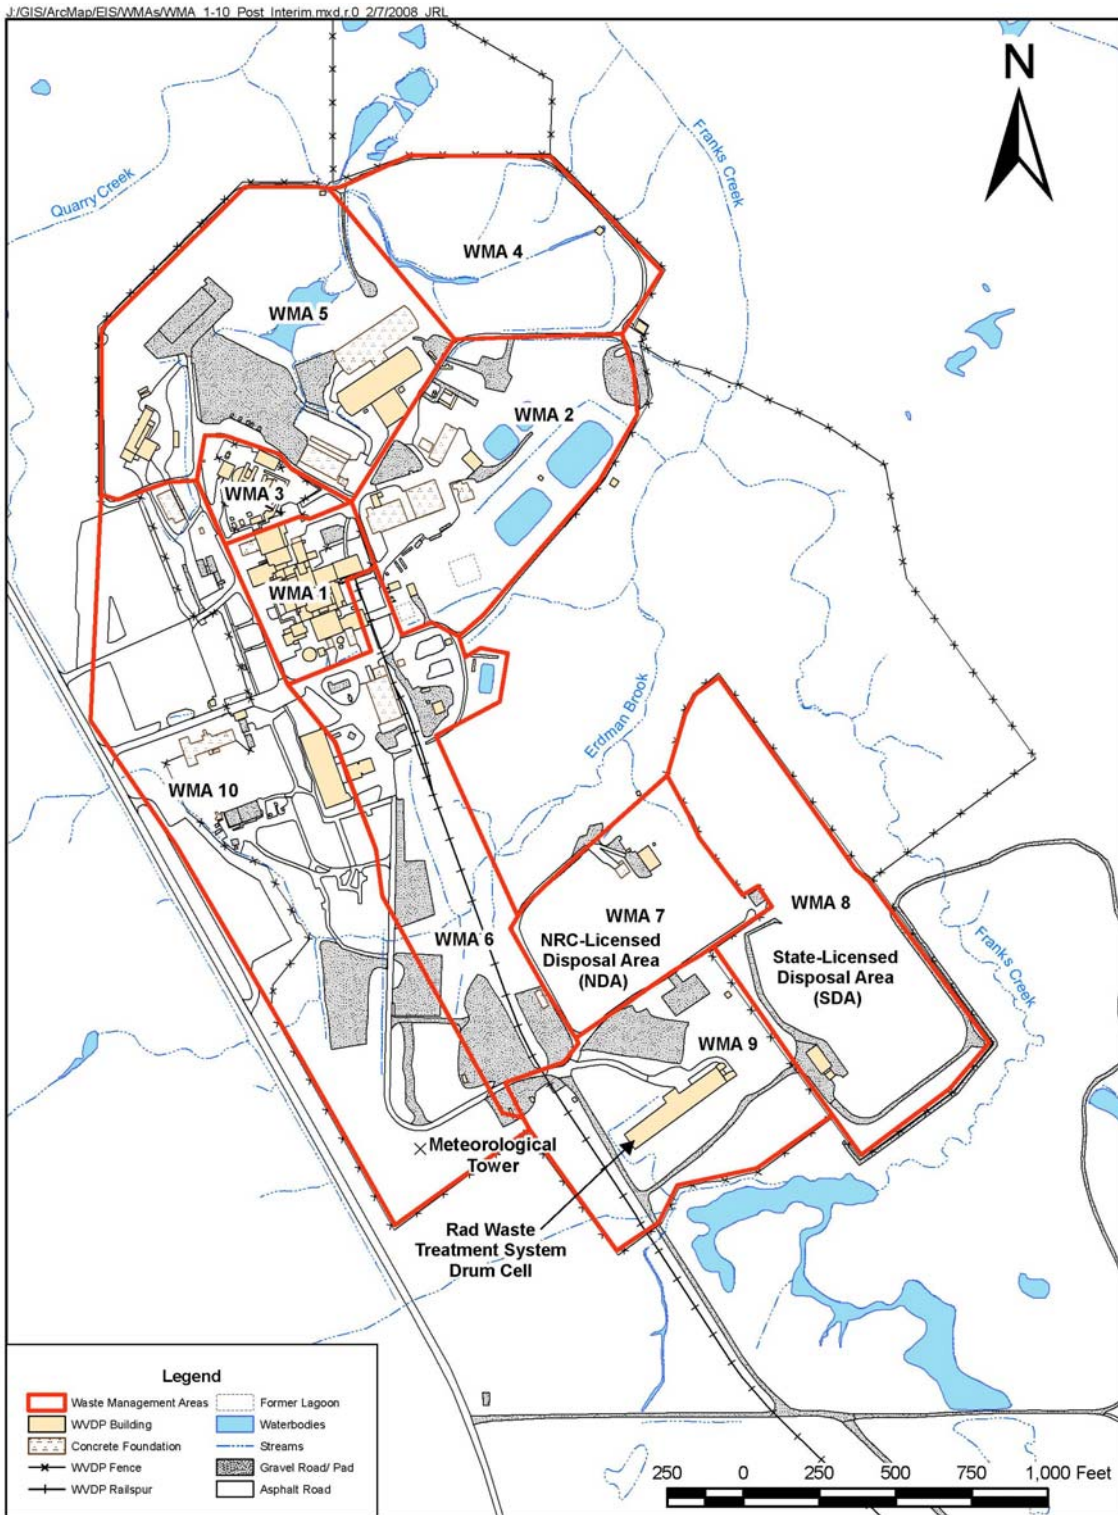 J:/GIS/ArcMap/EIS/WMAs/WMA_1-10_Post_Interim.mxd.r.0_2/7/2008_JRL
N
Franks Creek
Quarry Creek
WMA 4
WMA 5
WMA 2
WMA 3
WMA 1
Erdman Brook
WMA 10
WMA 8
WMA 7
NRC-Licensed
Disposal Area
(NDA)
WMA 6
State-Licensed
Disposal Area
(SDA)
Franks Creek
WMA 9
Meteorological
Tower
Rad Waste
Treatment System
Drum Cell
Legend
Waste Management Areas
WVDP Building
Concrete Foundation
WVDP Fence
WVDP Railspur
Former Lagoon
Waterbodies
Streams
Gravel Road/ Pad
Asphalt Road
250 0 250 500 750 1,000 Feet